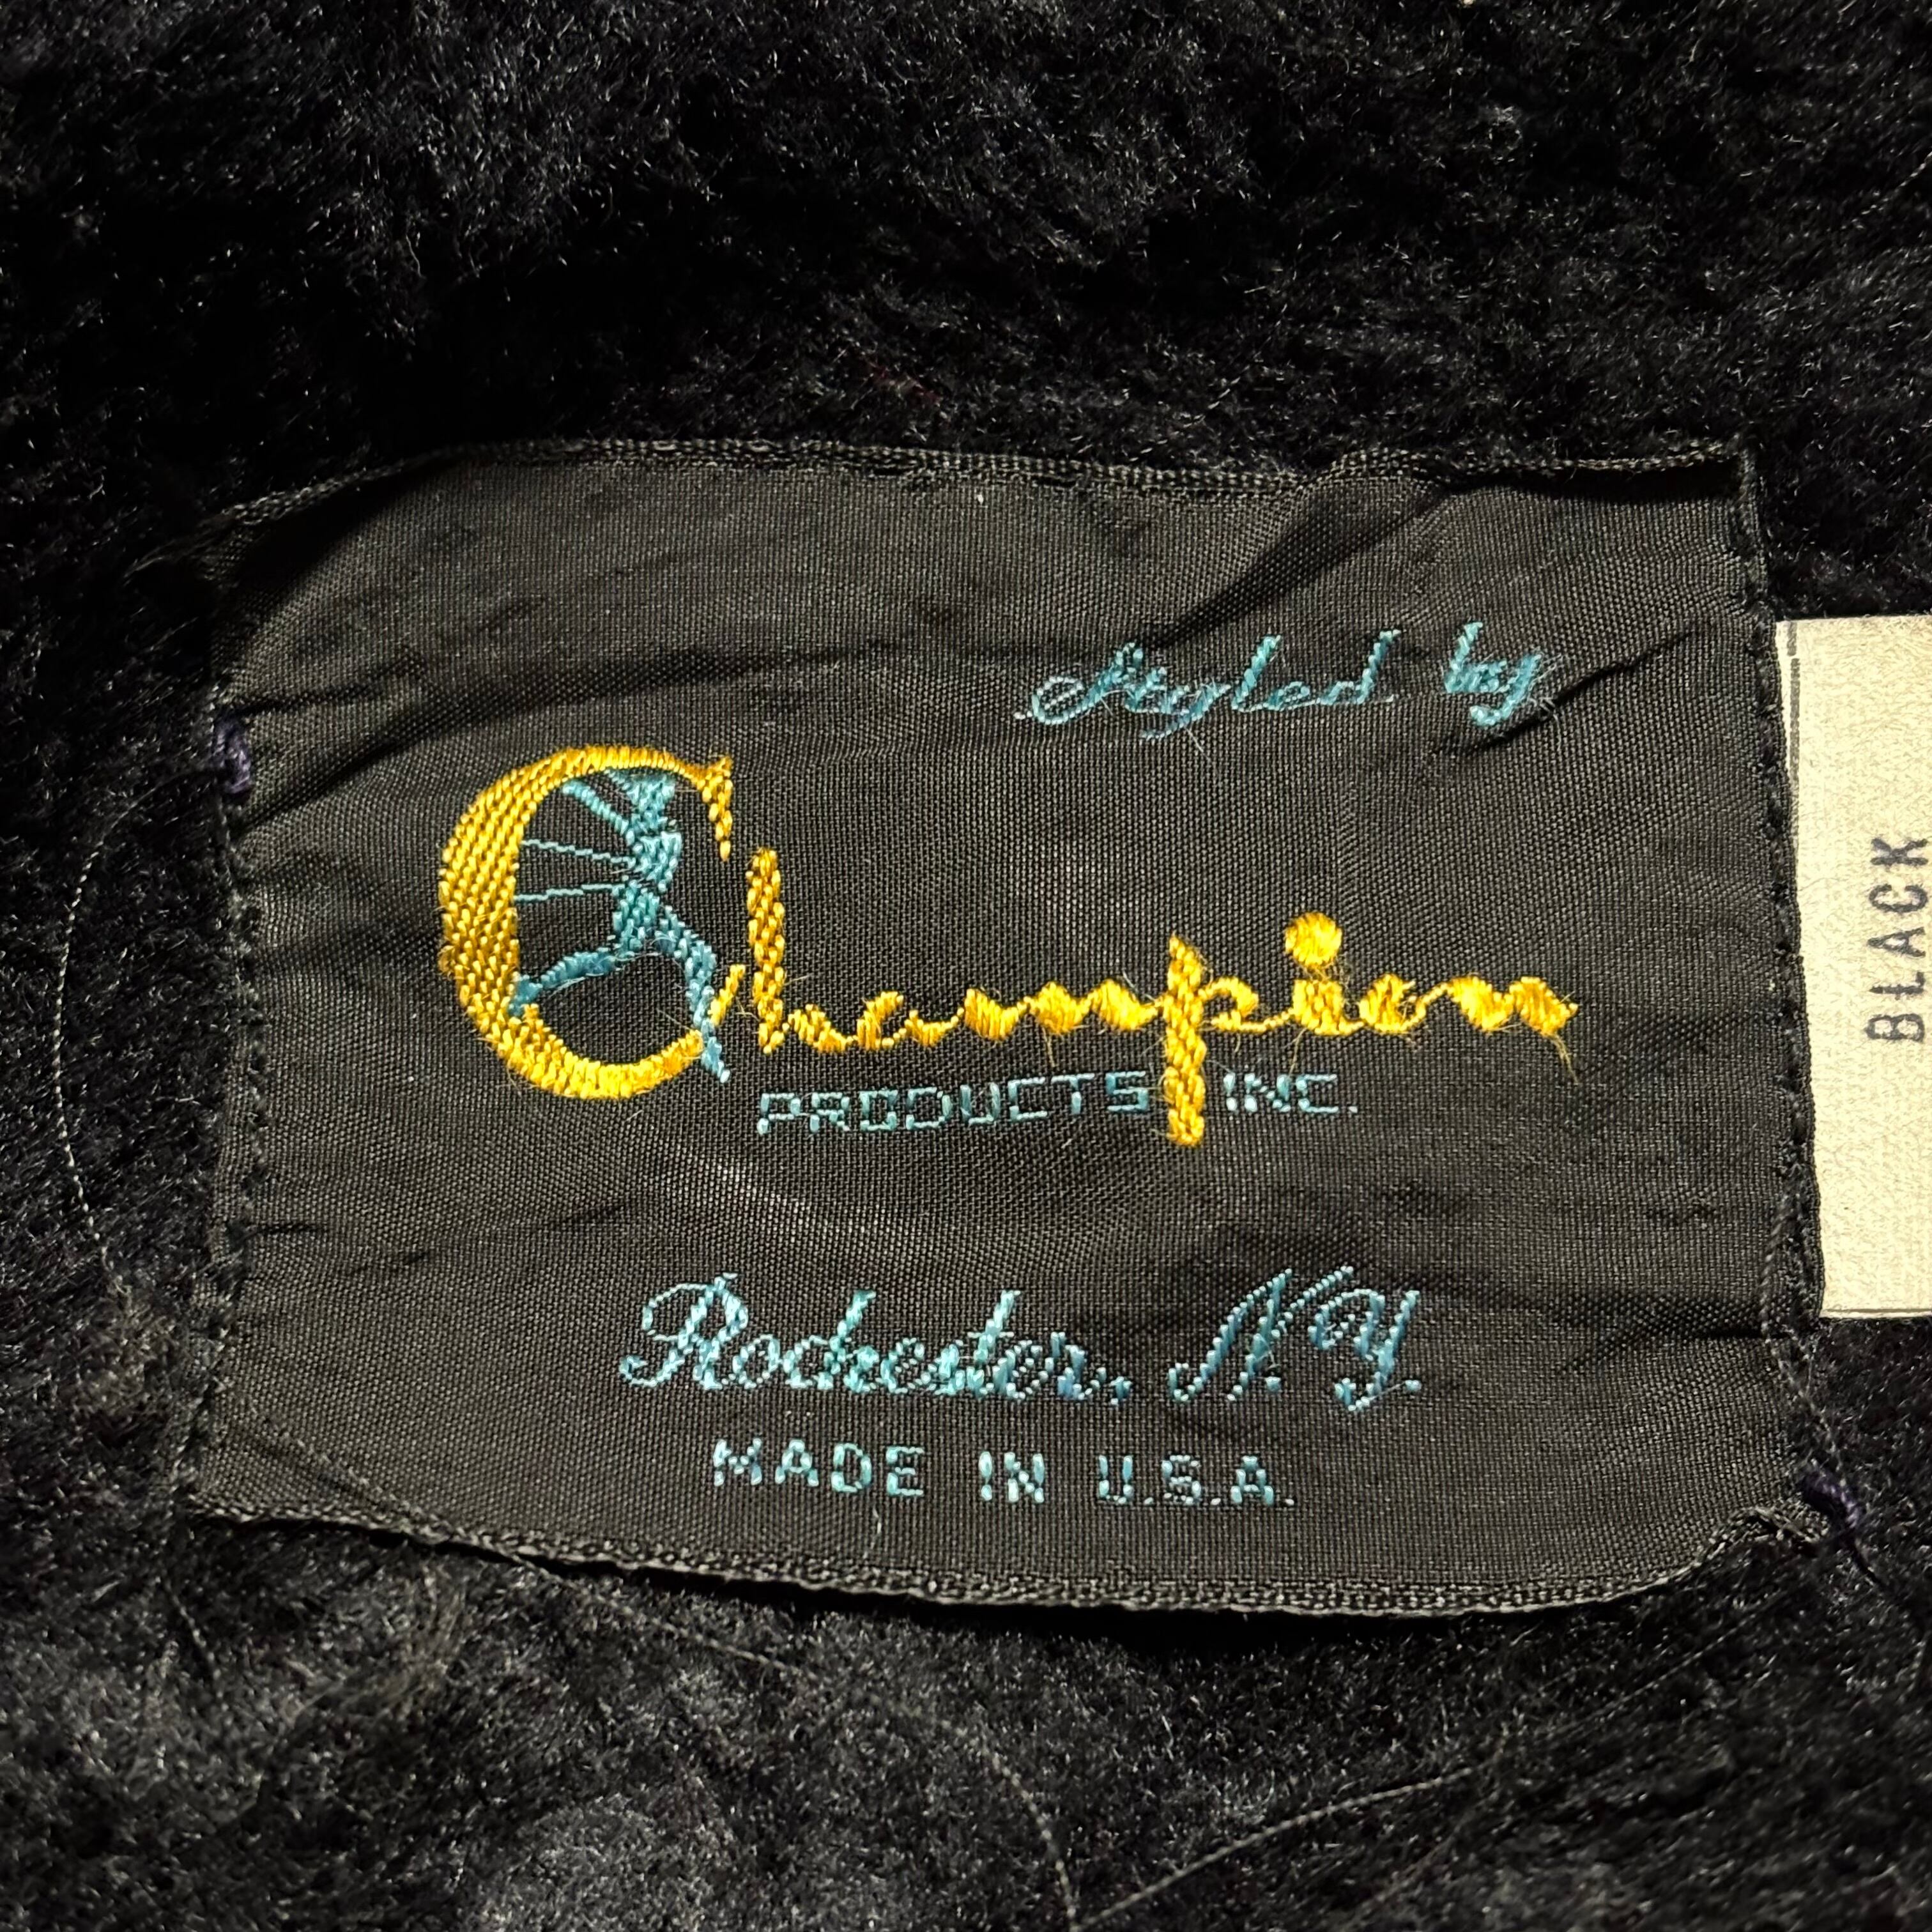 Styled by
Champion
PRODUCTS INC.
Rochester, N.Y.
MADE IN U.S.A.
BLACK